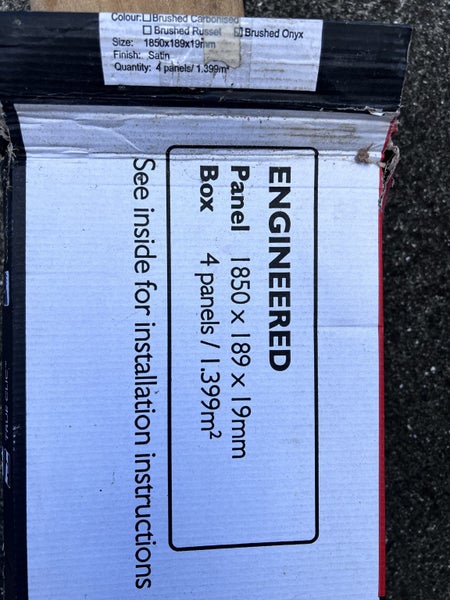 Colour: ☐ Brushed Carbonised
☐ Brushed Russet ☑ Brushed Onyx
Size: 1850x189x19mm
Finish: Satin
Quantity: 4 panels/ 1.399m²
ENGINEERED
Panel 1850 x 189 x 19mm
Box 4 panels / 1.399m²
See inside for installation instructions